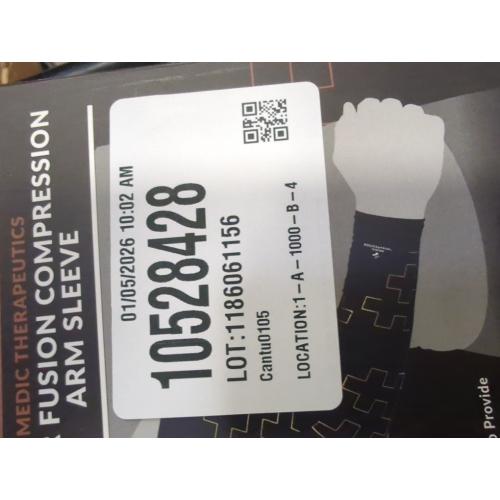 MEDIC THERAPEUTICS
FUSION COMPRESSION
ARM SLEEVE
01/05/2026 10:02 AM
10528428
LOT:1186061156
Cantu0105
LOCATION:1-A-1000-B-4
Provide